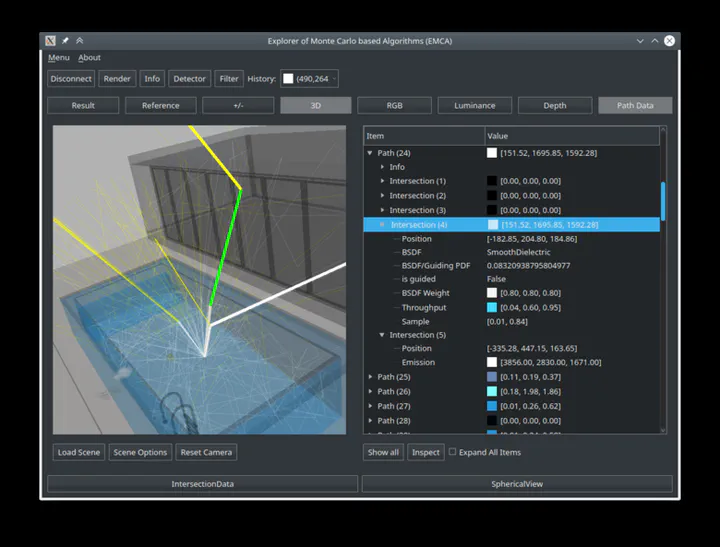 Explorer of Monte Carlo based Algorithms (EMCA)
Menu About
Disconnect Render Info Detector Filter History: (490,264
Result Reference +/- 3D RGB Luminance Depth Path Data
Item Value
Path (24) [151.52, 1695.85, 1592.28]
Info
Intersection (1) [0.00, 0.00, 0.00]
Intersection (2) [0.00, 0.00, 0.00]
Intersection (3) [0.00, 0.00, 0.00]
Intersection (4) [151.52, 1695.85, 1592.28]
Position [-182.85, 204.80, 184.86]
BSDF SmoothDielectric
BSDF/Guiding PDF 0.08320938795804977
is guided False
BSDF Weight [0.80, 0.80, 0.80]
Throughput [0.04, 0.60, 0.95]
Sample [0.01, 0.84]
Intersection (5)
Position [-335.28, 447.15, 163.65]
Emission [3856.00, 2830.00, 1671.00]
Path (25) [0.11, 0.19, 0.37]
Path (26) [0.18, 1.98, 1.86]
Path (27) [0.01, 0.26, 0.62]
Path (28) [0.00, 0.00, 0.00]
Load Scene Scene Options Reset Camera Show all Inspect Expand All Items
IntersectionData SphericalView